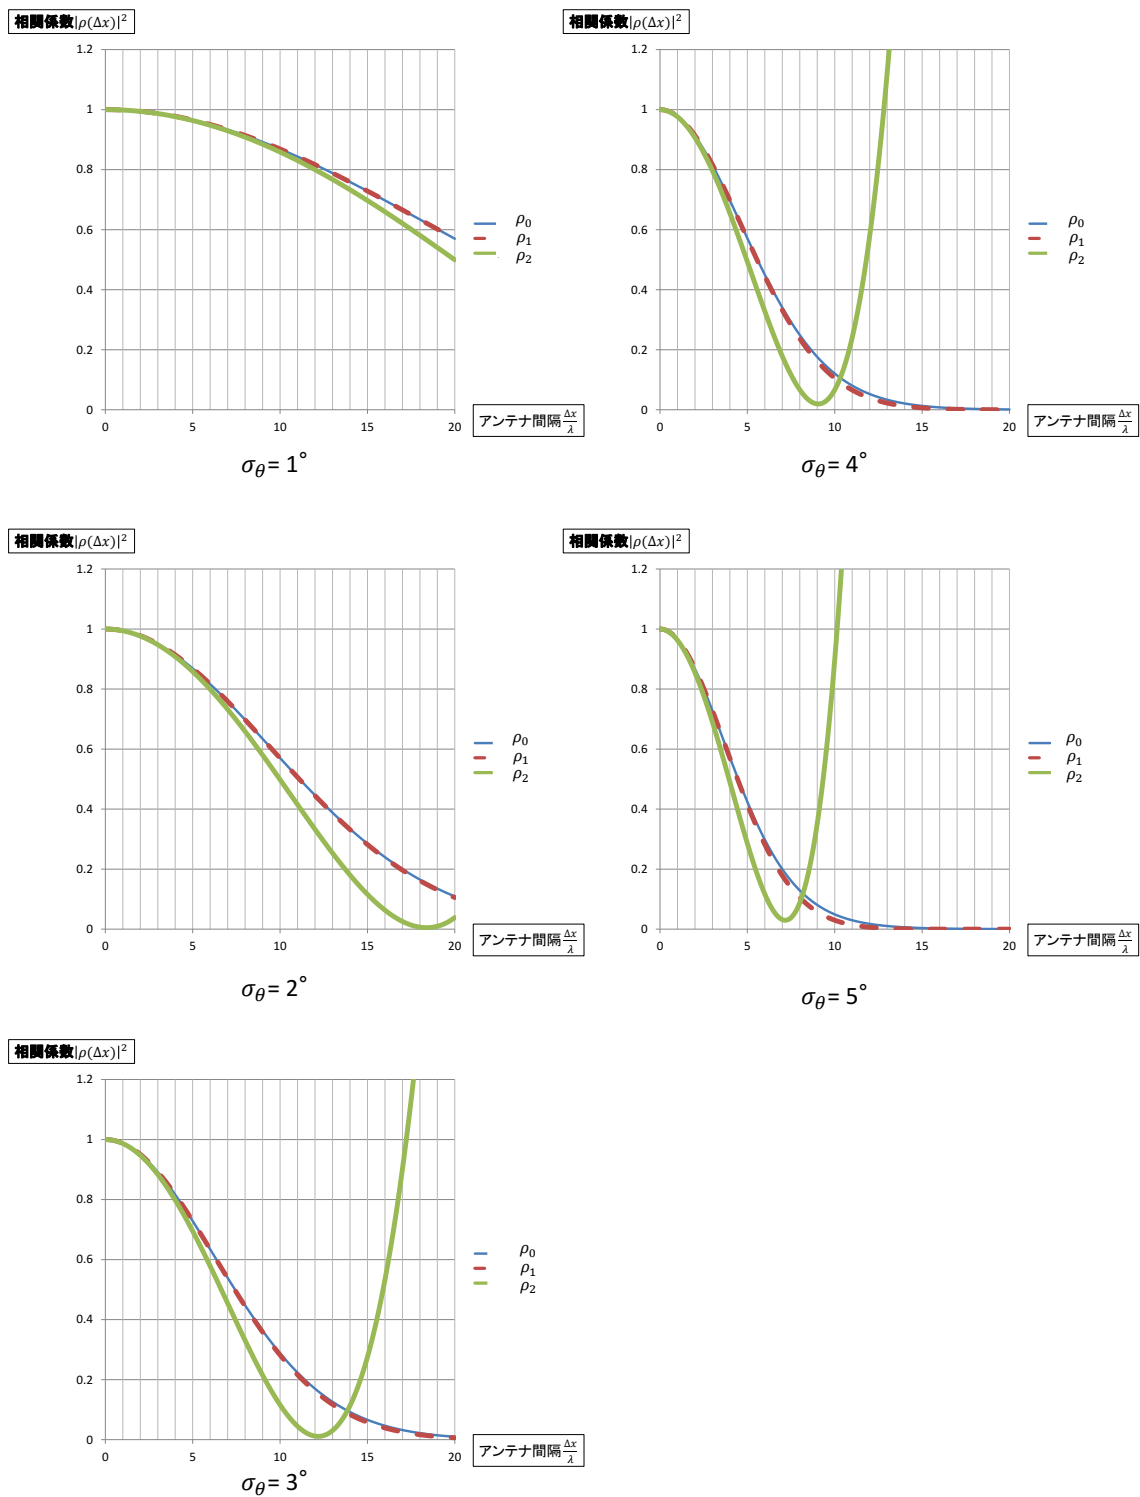 相関係数|ρ(Δx)|²
1.2
1
0.8
0.6
0.4
0.2
0
0 5 10 15 20
アンテナ間隔 Δx/λ
ρ₀
ρ₁
ρ₂
σ_θ= 1°
相関係数|ρ(Δx)|²
1.2
1
0.8
0.6
0.4
0.2
0
0 5 10 15 20
アンテナ間隔 Δx/λ
ρ₀
ρ₁
ρ₂
σ_θ= 4°
相関係数|ρ(Δx)|²
1.2
1
0.8
0.6
0.4
0.2
0
0 5 10 15 20
アンテナ間隔 Δx/λ
ρ₀
ρ₁
ρ₂
σ_θ= 2°
相関係数|ρ(Δx)|²
1.2
1
0.8
0.6
0.4
0.2
0
0 5 10 15 20
アンテナ間隔 Δx/λ
ρ₀
ρ₁
ρ₂
σ_θ= 5°
相関係数|ρ(Δx)|²
1.2
1
0.8
0.6
0.4
0.2
0
0 5 10 15 20
アンテナ間隔 Δx/λ
ρ₀
ρ₁
ρ₂
σ_θ= 3°